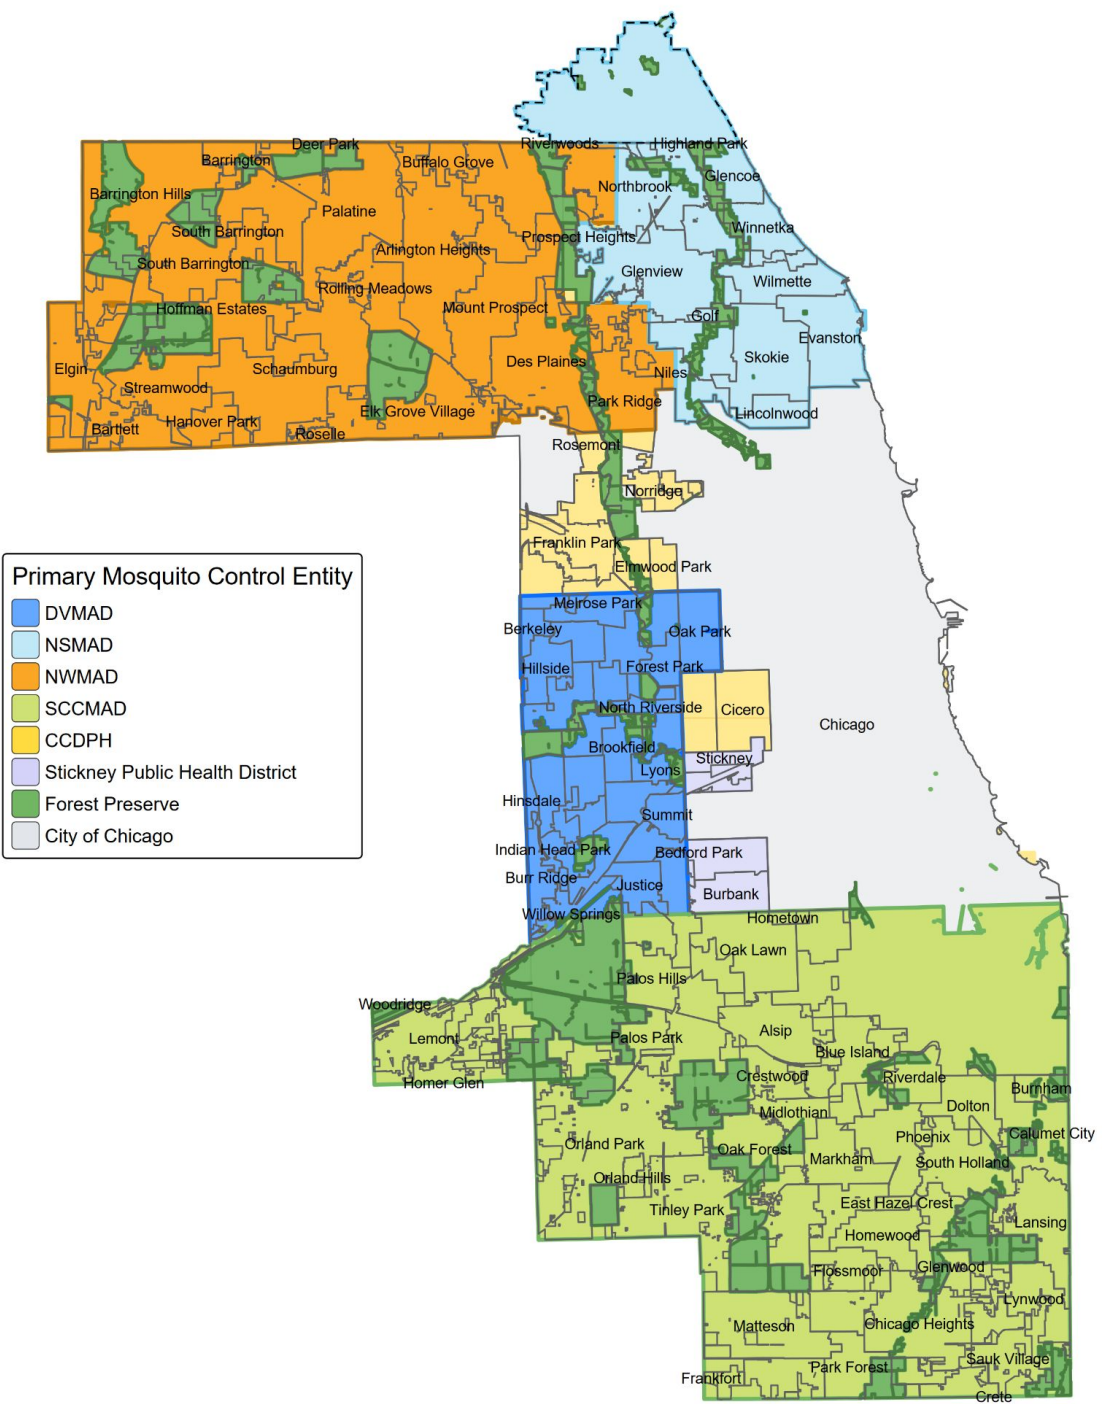 Deer Park
Riverwoods
Highland Park
Barrington
Buffalo Grove
Glencoe
Northbrook
Barrington Hills
Palatine
Winnetka
South Barrington
Prospect Heights
Arlington Heights
South Barrington
Glenview
Wilmette
Rolling Meadows
Hoffman Estates
Mount Prospect
Golf
Evanston
Skokie
Des Plaines
Elgin
Schaumburg
Niles
Streamwood
Park Ridge
Elk Grove Village
Lincolnwood
Hanover Park
Bartlett
Roselle
Rosemont
Norridge
Franklin Park
Elmwood Park
Primary Mosquito Control Entity
DVMAD
NSMAD
NWMAD
SCCMAD
CCDPH
Stickney Public Health District
Forest Preserve
City of Chicago
Melrose Park
Berkeley
Oak Park
Hillside
Forest Park
North Riverside
Cicero
Chicago
Brookfield
Stickney
Lyons
Hinsdale
Summit
Indian Head Park
Bedford Park
Burr Ridge
Justice
Burbank
Willow Springs
Hometown
Oak Lawn
Palos Hills
Woodridge
Alsip
Lemont
Palos Park
Blue Island
Crestwood
Riverdale
Homer Glen
Burnham
Midlothian
Dolton
Calumet City
Phoenix
Orland Park
Oak Forest
Markham
South Holland
Orland Hills
East Hazel Crest
Tinley Park
Lansing
Homewood
Glenwood
Flossmoor
Lynwood
Matteson
Chicago Heights
Sauk Village
Park Forest
Frankfort
Crete